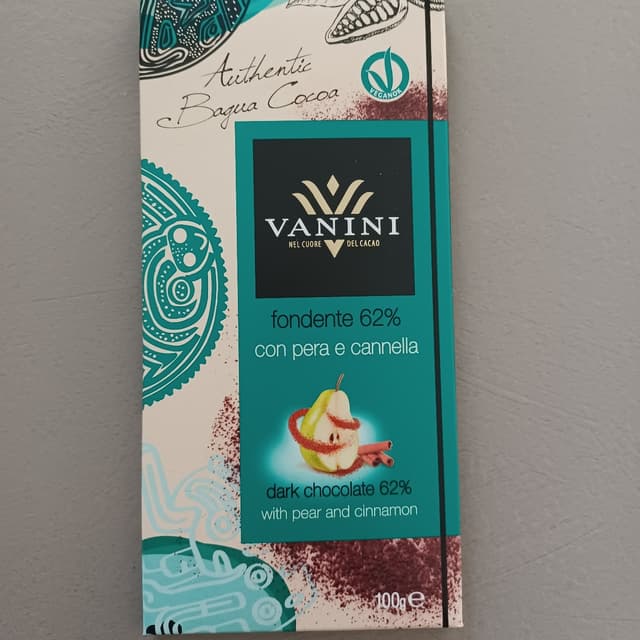 Authentic
Bagua Cocoa
VEGANOK
VANINI
NEL CUORE DEL CACAO
fondente 62%
con pera e cannella
dark chocolate 62%
with pear and cinnamon
100g ℮